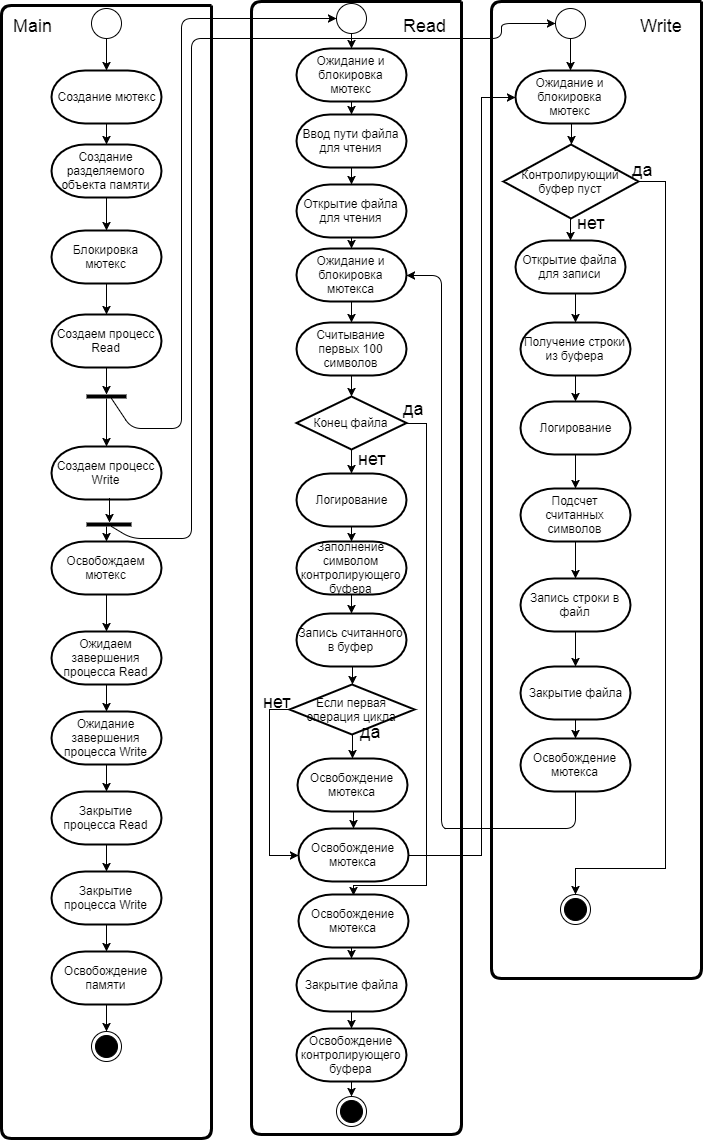 Main
Создание мютекс
Создание
разделяемого
объекта памяти
Блокировка
мютекс
Создаем процесс
Read
Создаем процесс
Write
Освобождаем
мютекс
Ожидаем
завершения
процесса Read
Ожидание
завершения
процесса Write
Закрытие
процесса Read
Закрытие
процесса Write
Освобождение
памяти
Read
Ожидание и
блокировка
мютекс
Ввод пути файла
для чтения
Открытие файла
для чтения
Ожидание и
блокировка
мютекса
Считывание
первых 100
символов
Конец файла
да
нет
Логирование
Заполнение
символом
контролирующего
буфера
Запись считанного
в буфер
нет
Если первая
операция цикла
да
Освобождение
мютекса
Освобождение
мютекса
Освобождение
мютекса
Закрытие файла
Освобождение
контролирующего
буфера
Write
Ожидание и
блокировка
мютекс
Контролирующий
буфер пуст
да
нет
Открытие файла
для записи
Получение строки
из буфера
Логирование
Подсчет
считанных
символов
Запись строки в
файл
Закрытие файла
Освобождение
мютекса